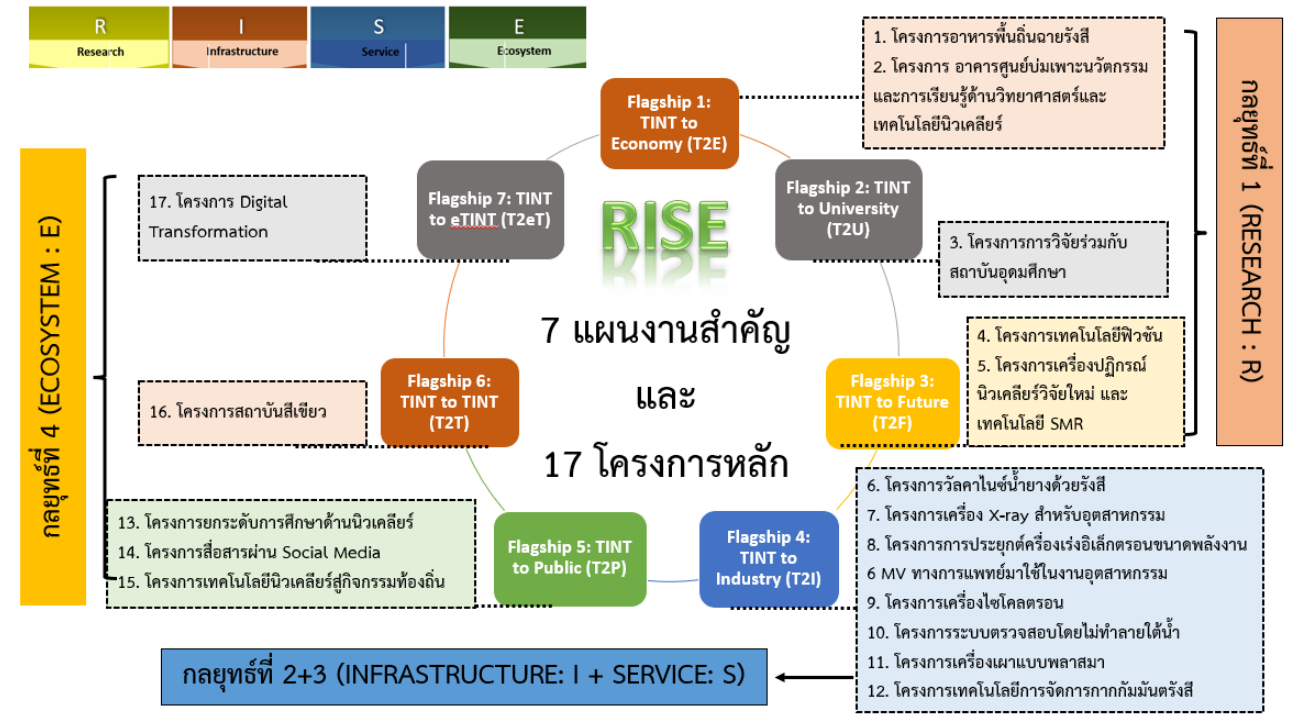 R
I
S
E
Research
Infrastructure
Service
Ecosystem
1. โครงการอาหารพื้นถิ่นฉายรังสี
2. โครงการ อาคารศูนย์บ่มเพาะนวัตกรรม
และการเรียนรู้ด้านวิทยาศาสตร์และ
เทคโนโลยีนิวเคลียร์
กลยุทธ์ที่ 1 (RESEARCH : R)
Flagship 1:
TINT to
Economy (T2E)
Flagship 7: TINT
to eTINT (T2eT)
Flagship 2: TINT
to University
(T2U)
17. โครงการ Digital
Transformation
RISE
3. โครงการการวิจัยร่วมกับ
สถาบันอุดมศึกษา
กลยุทธ์ที่ 4 (ECOSYSTEM : E)
7 แผนงานสำคัญ
และ
17 โครงการหลัก
4. โครงการเทคโนโลยีฟิวชัน
5. โครงการเครื่องปฏิกรณ์
นิวเคลียร์วิจัยใหม่ และ
เทคโนโลยี SMR
Flagship 6:
TINT to TINT
(T2T)
Flagship 3:
TINT to Future
(T2F)
16. โครงการสถาบันสีเขียว
6. โครงการวัลคาไนซ์น้ำยางด้วยรังสี
7. โครงการเครื่อง X-ray สำหรับอุตสาหกรรม
8. โครงการการประยุกต์เครื่องเร่งอิเล็กตรอนขนาดพลังงาน
6 MV ทางการแพทย์มาใช้ในงานอุตสาหกรรม
9. โครงการเครื่องไซโคลตรอน
10. โครงการระบบตรวจสอบโดยไม่ทำลายใต้น้ำ
11. โครงการเครื่องเผาแบบพลาสมา
12. โครงการเทคโนโลยีการจัดการกากกัมมันตรังสี
13. โครงการยกระดับการศึกษาด้านนิวเคลียร์
14. โครงการสื่อสารผ่าน Social Media
15. โครงการเทคโนโลยีนิวเคลียร์สู่กิจกรรมท้องถิ่น
Flagship 5: TINT
to Public (T2P)
Flagship 4:
TINT to
Industry (T2I)
กลยุทธ์ที่ 2+3 (INFRASTRUCTURE: I + SERVICE: S)